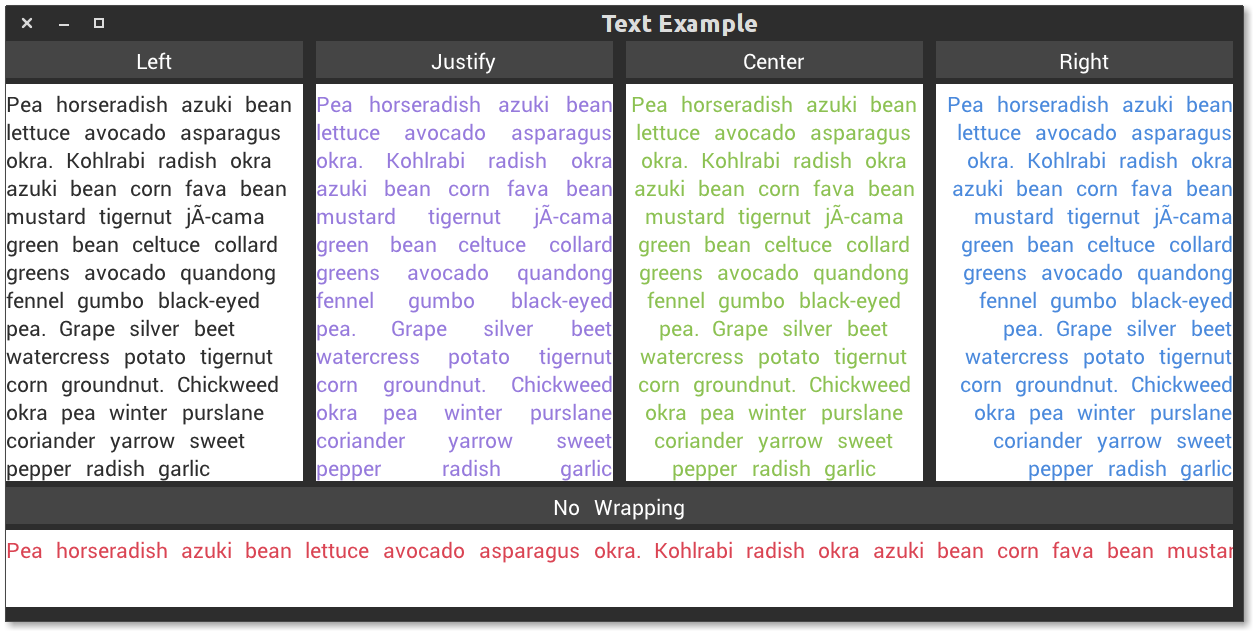 Text Example
Left
Pea horseradish azuki bean
lettuce avocado asparagus
okra. Kohlrabi radish okra
azuki bean corn fava bean
mustard tigernut jÃ-cama
green bean celtuce collard
greens avocado quandong
fennel gumbo black-eyed
pea. Grape silver beet
watercress potato tigernut
corn groundnut. Chickweed
okra pea winter purslane
coriander yarrow sweet
pepper radish garlic
Justify
Pea horseradish azuki bean
lettuce avocado asparagus
okra. Kohlrabi radish okra
azuki bean corn fava bean
mustard tigernut jÃ-cama
green bean celtuce collard
greens avocado quandong
fennel gumbo black-eyed
pea. Grape silver beet
watercress potato tigernut
corn groundnut. Chickweed
okra pea winter purslane
coriander yarrow sweet
pepper radish garlic
Center
Pea horseradish azuki bean
lettuce avocado asparagus
okra. Kohlrabi radish okra
azuki bean corn fava bean
mustard tigernut jÃ-cama
green bean celtuce collard
greens avocado quandong
fennel gumbo black-eyed
pea. Grape silver beet
watercress potato tigernut
corn groundnut. Chickweed
okra pea winter purslane
coriander yarrow sweet
pepper radish garlic
Right
Pea horseradish azuki bean
lettuce avocado asparagus
okra. Kohlrabi radish okra
azuki bean corn fava bean
mustard tigernut jÃ-cama
green bean celtuce collard
greens avocado quandong
fennel gumbo black-eyed
pea. Grape silver beet
watercress potato tigernut
corn groundnut. Chickweed
okra pea winter purslane
coriander yarrow sweet
pepper radish garlic
No Wrapping
Pea horseradish azuki bean lettuce avocado asparagus okra. Kohlrabi radish okra azuki bean corn fava bean mustar